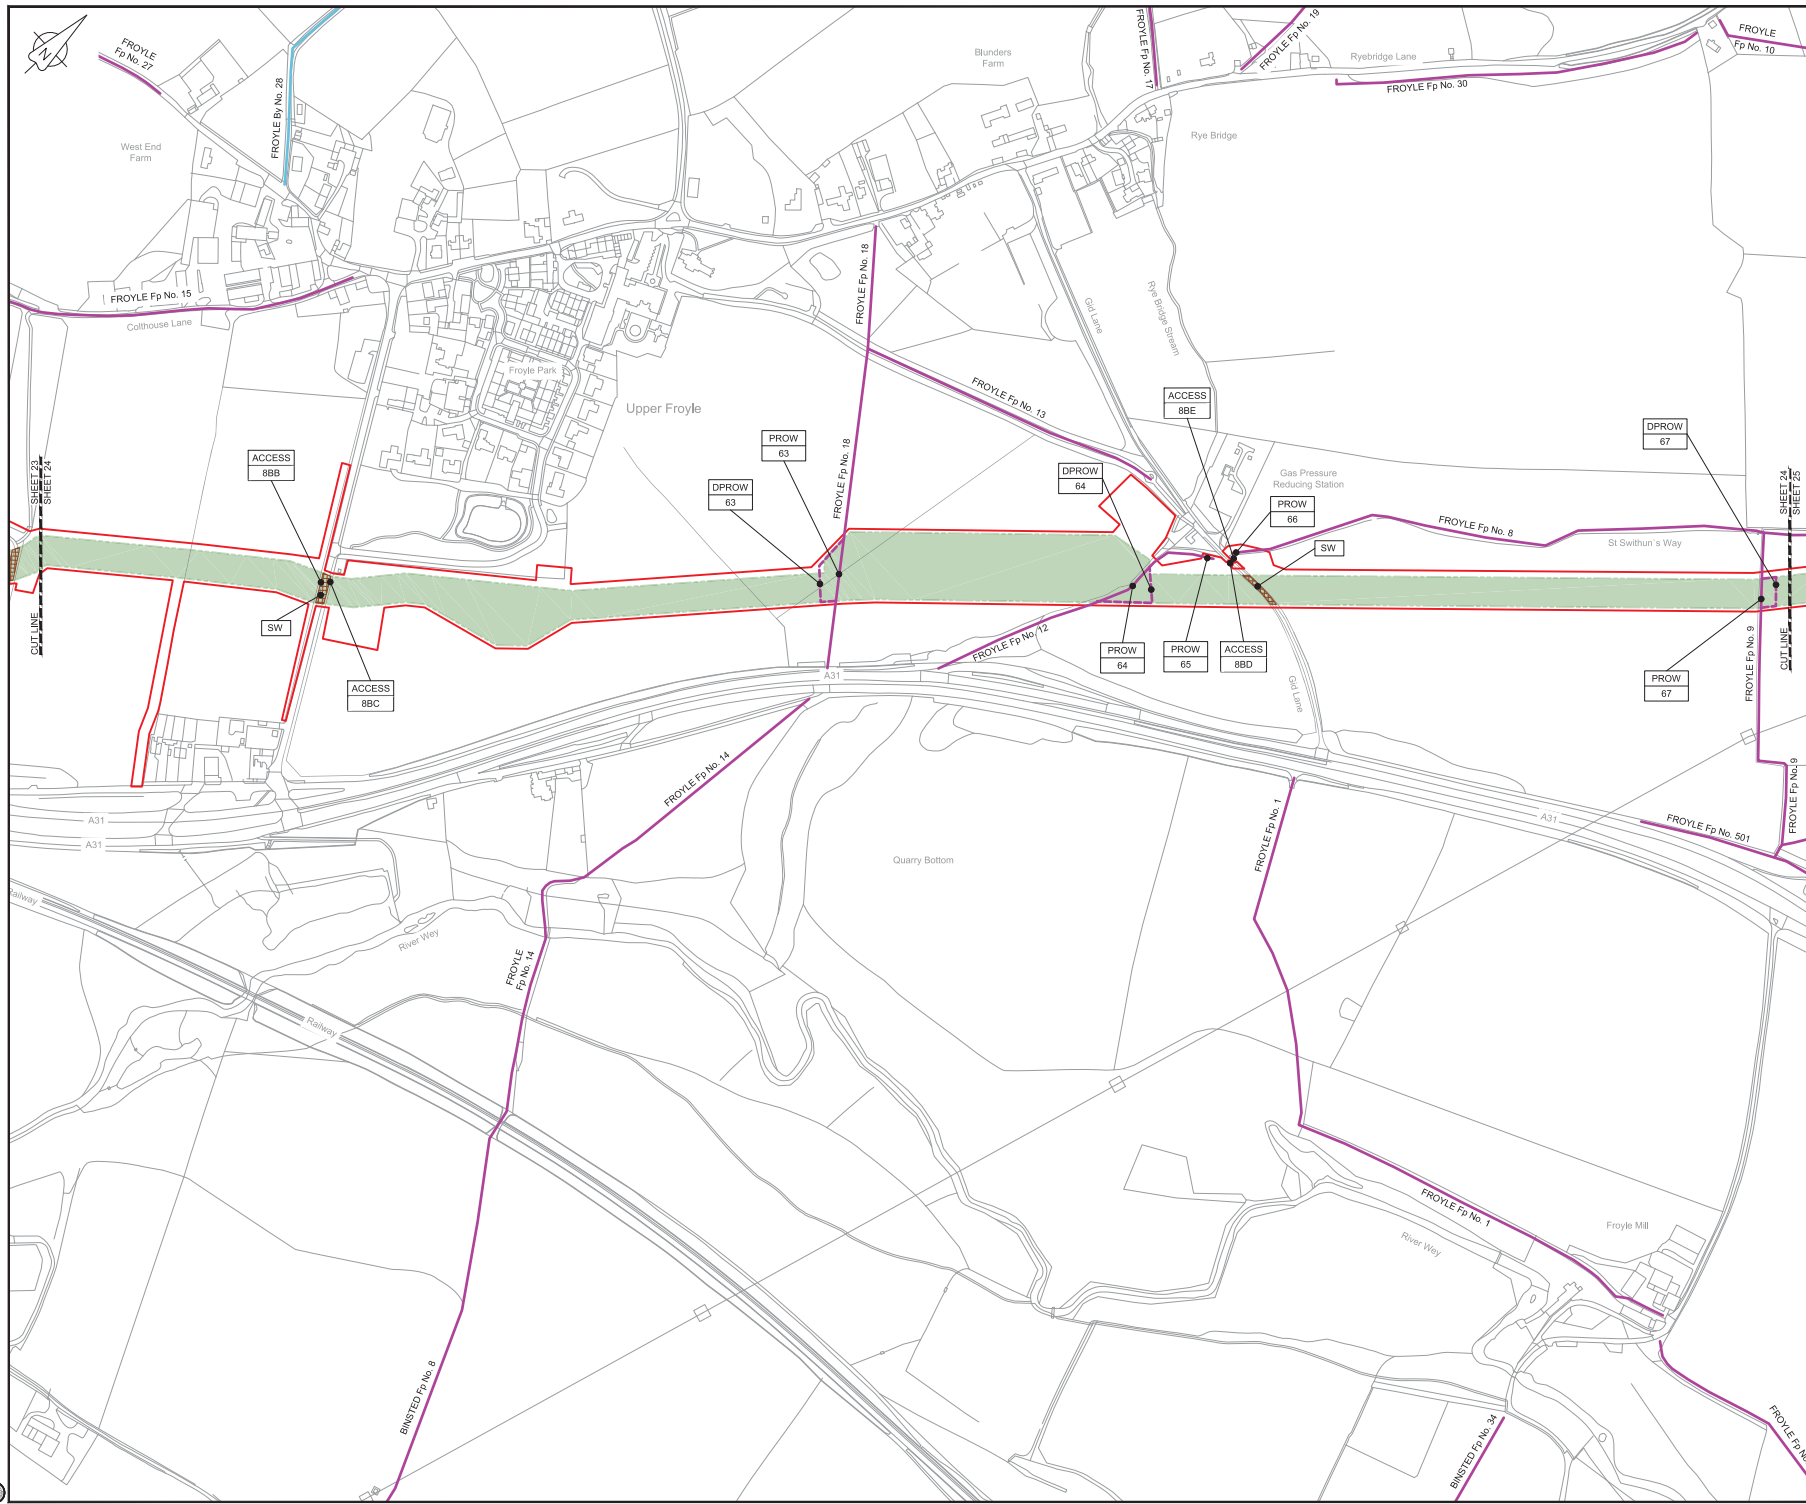 N
FROYLE
Fp No. 27
FROYLE By No. 28
West End
Farm
FROYLE Fp No. 15
Colthouse Lane
Froyle Park
Upper Froyle
Blunders
Farm
FROYLE Fp No. 17
FROYLE Fp No. 19
Ryebridge Lane
FROYLE Fp No. 30
FROYLE
Fp No. 10
Rye Bridge
FROYLE Fp No. 18
Gid Lane
Rye Bridge Stream
FROYLE Fp No. 13
FROYLE Fp No. 18
ACCESS
8BE
Gas Pressure
Reducing Station
DPROW
67
PROW
63
DPROW
63
DPROW
64
PROW
66
SW
FROYLE Fp No. 8
St Swithun's Way
SHEET 23
SHEET 24
CUT LINE
ACCESS
8BB
SW
ACCESS
8BC
SHEET 24
SHEET 25
CUT LINE
FROYLE Fp No. 12
PROW
64
PROW
65
ACCESS
8BD
PROW
67
FROYLE Fp No. 9
Gid Lane
A31
FROYLE Fp No. 14
A31
A31
A31
FROYLE Fp No. 1
FROYLE Fp No. 9
FROYLE Fp No. 501
Quarry Bottom
Railway
River Wey
FROYLE
Fp No. 14
Railway
FROYLE Fp No. 1
Froyle Mill
River Wey
BINSTED Fp No. 8
BINSTED Fp No. 34
FROYLE Fp No.